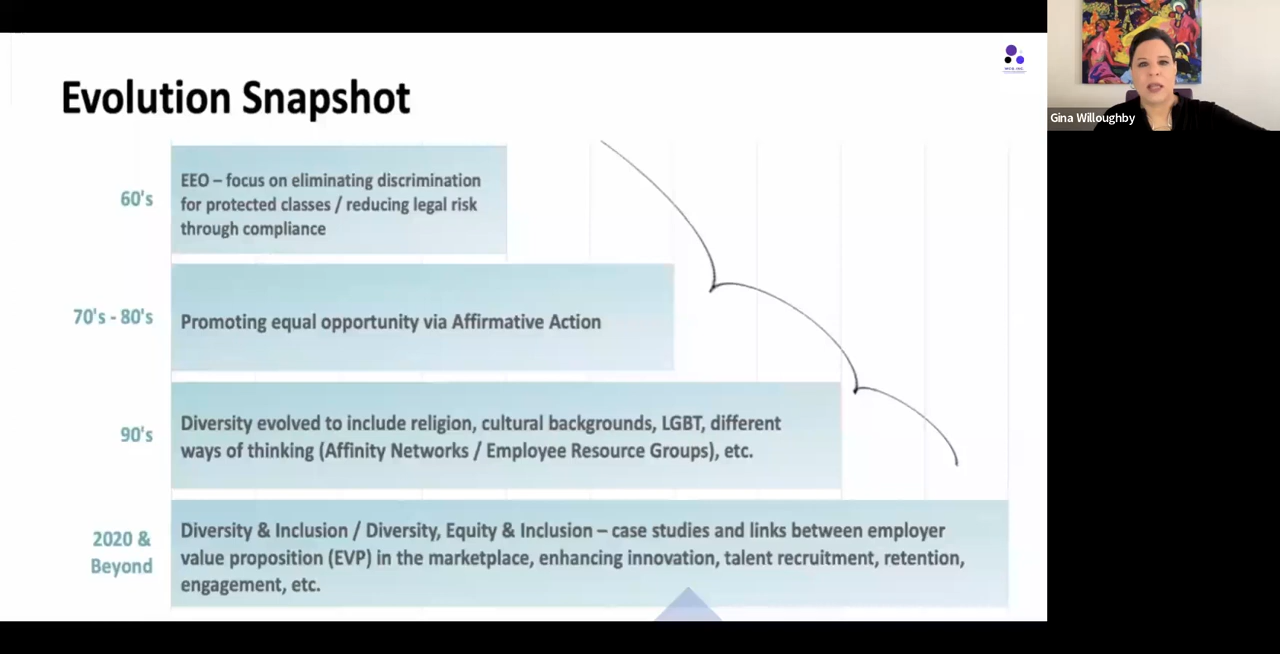 Evolution Snapshot
60's
EEO – focus on eliminating discrimination
for protected classes / reducing legal risk
through compliance
70's - 80's
Promoting equal opportunity via Affirmative Action
90's
Diversity evolved to include religion, cultural backgrounds, LGBT, different
ways of thinking (Affinity Networks / Employee Resource Groups), etc.
2020 &
Beyond
Diversity & Inclusion / Diversity, Equity & Inclusion – case studies and links between employer
value proposition (EVP) in the marketplace, enhancing innovation, talent recruitment, retention,
engagement, etc.
Gina Willoughby